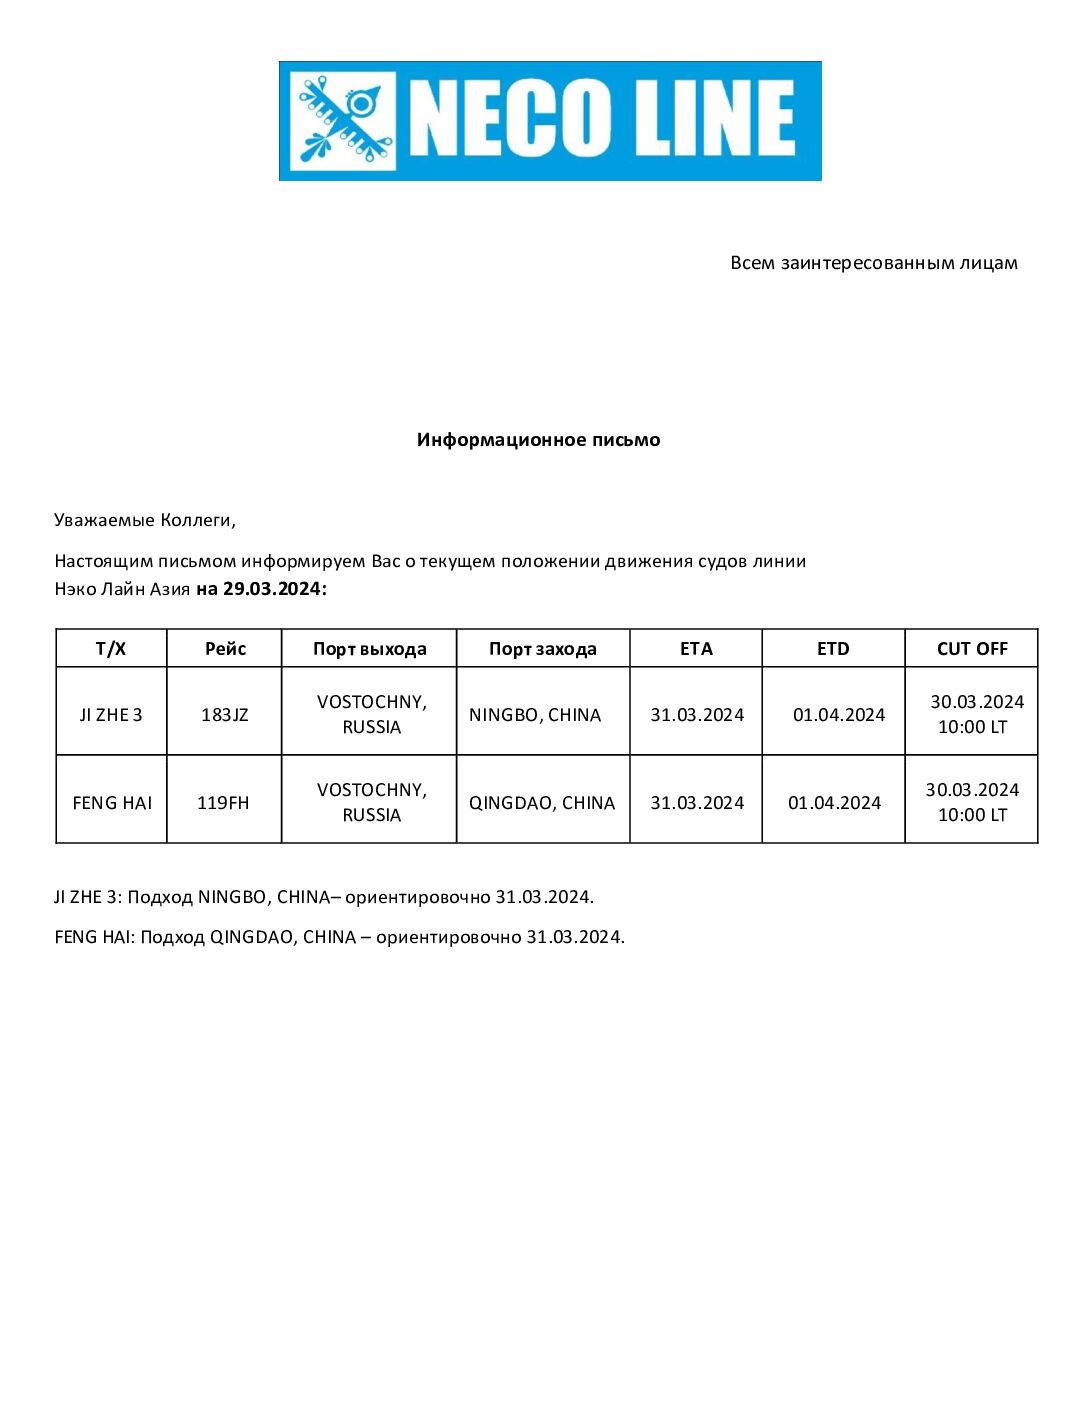 NECO LINE
Всем заинтересованным лицам
Информационное письмо
Уважаемые Коллеги,
Настоящим письмом информируем Вас о текущем положении движения судов линии
Нэко Лайн Азия на 29.03.2024:
Т/Х Рейс Порт выхода Порт захода ETA ETD CUT OFF
JI ZHE 3 183JZ VOSTOCHNY, RUSSIA NINGBO, CHINA 31.03.2024 01.04.2024 30.03.2024 10:00 LT
FENG HAI 119FH VOSTOCHNY, RUSSIA QINGDAO, CHINA 31.03.2024 01.04.2024 30.03.2024 10:00 LT
JI ZHE 3: Подход NINGBO, CHINA– ориентировочно 31.03.2024.
FENG HAI: Подход QINGDAO, CHINA – ориентировочно 31.03.2024.